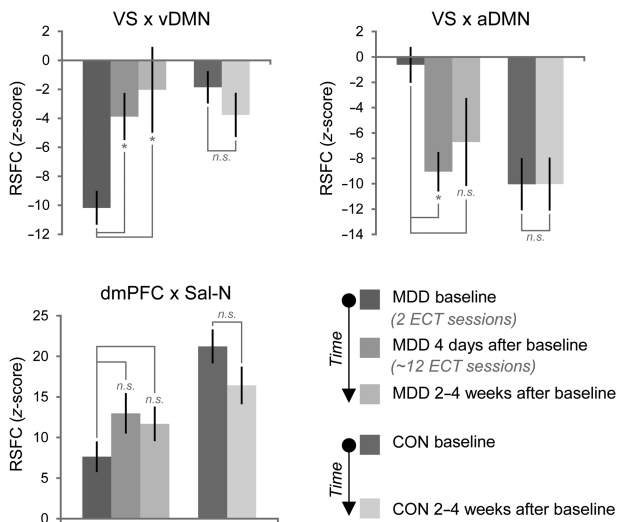 VS x vDMN
RSFC (z-score)
0
−2
−4
−6
−8
−10
−12
*
*
n.s.
VS x aDMN
RSFC (z-score)
0
−2
−4
−6
−8
−10
−12
−14
*
n.s.
n.s.
dmPFC x Sal-N
RSFC (z-score)
25
20
15
10
5
0
n.s.
n.s.
n.s.
Time
MDD baseline
(2 ECT sessions)
MDD 4 days after baseline
(~12 ECT sessions)
MDD 2–4 weeks after baseline
Time
CON baseline
CON 2–4 weeks after baseline